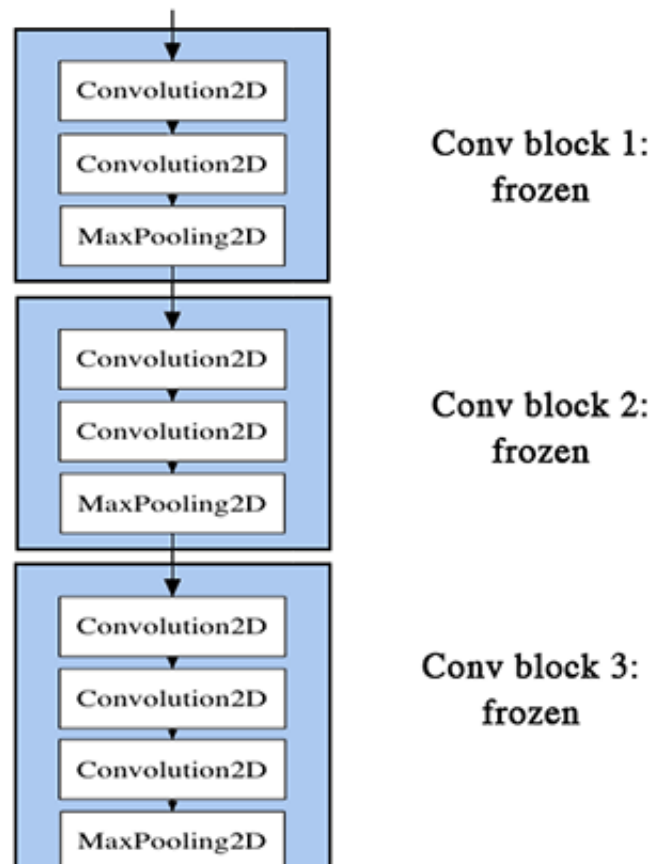 Convolution2D
Convolution2D
MaxPooling2D
Conv block 1:
frozen
Convolution2D
Convolution2D
MaxPooling2D
Conv block 2:
frozen
Convolution2D
Convolution2D
Convolution2D
MaxPooling2D
Conv block 3:
frozen